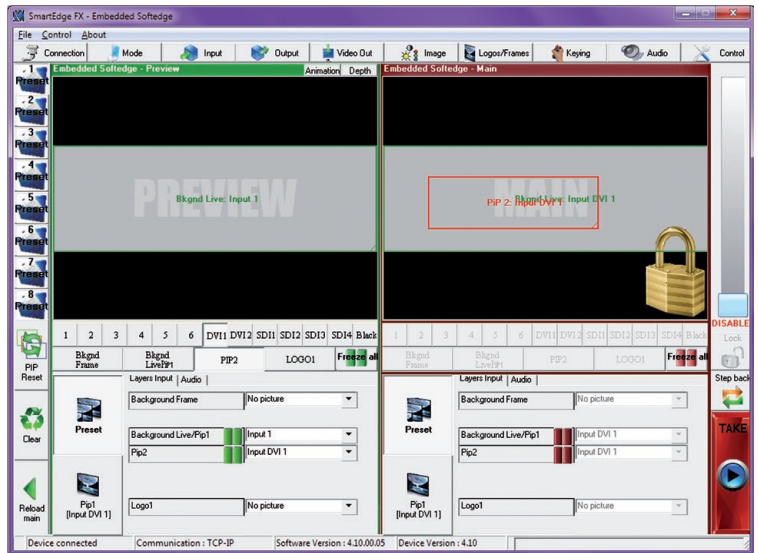 SmartEdge FX - Embedded Softedge
File Control About
Connection Mode Input Output Video Out Image Logos/Frames Keying Audio Control
Embedded Softedge - Preview Animation Depth Embedded Softedge - Main
1 Preset
2 Preset
3 Preset
4 Preset
5 Preset
6 Preset
7 Preset
8 Preset
PREVIEW
Bkgnd Live: Input 1
MAIN
Bkgnd Live: Input DVI 1
PiP 2: Input DVI 1
DISABLE
Lock
1 2 3 4 5 6 DVI1 DVI2 SDI1 SDI2 SDI3 SDI4 Black
1 2 3 4 5 6 DVI1 DVI2 SDI1 SDI2 SDI3 SDI4 Black
Bkgnd Frame Bkgnd Live/Pip1 PIP2 LOGO1 Freeze all
Bkgnd Frame Bkgnd Live/Pip1 PIP2 LOGO1 Freeze all
PIP Reset
Clear
Reload main
Layers Input Audio
Preset
Background Frame No picture
Background Live/Pip1 Input 1
Pip2 Input DVI 1
Pip1
[Input DVI 1]
Logo1 No picture
Layers Input Audio
Preset
Background Frame No picture
Background Live/Pip1 Input DVI 1
Pip2 Input DVI 1
Pip1
[Input DVI 1]
Logo1 No picture
Step back
TAKE
Device connected Communication : TCP-IP Software Version : 4.10.00.05 Device Version : 4.10